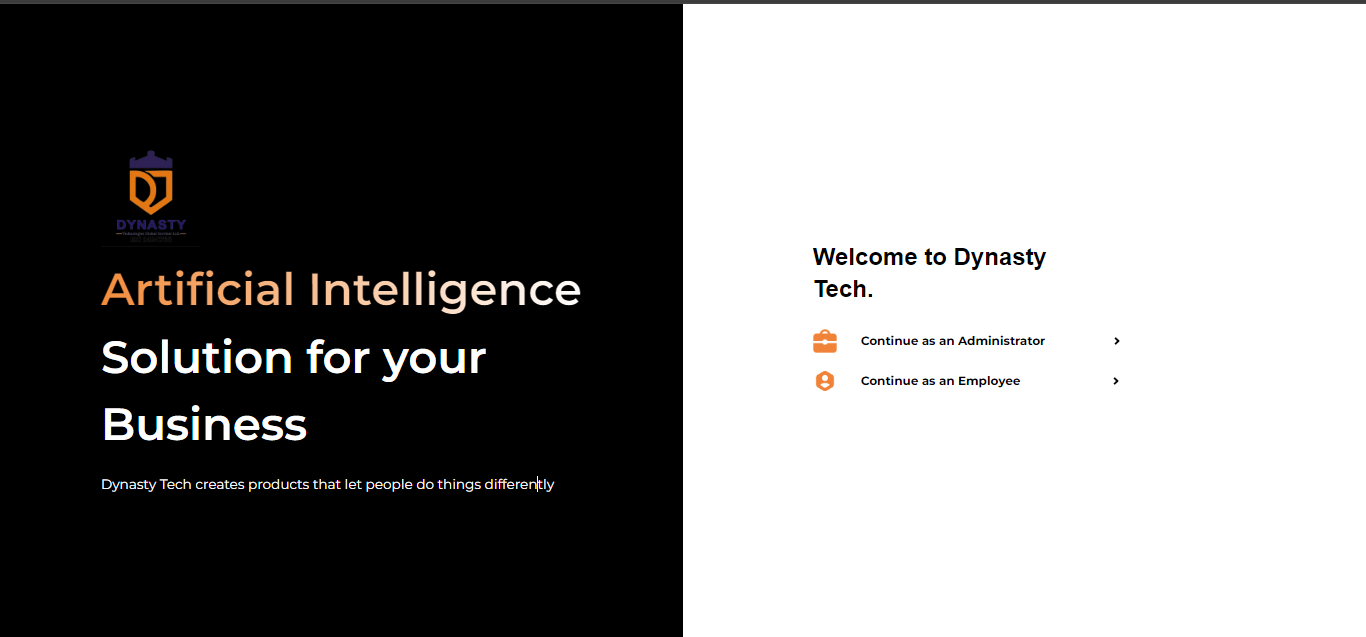 DYNASTY
Artificial Intelligence
Solution for your
Business
Dynasty Tech creates products that let people do things differently
Welcome to Dynasty
Tech.
Continue as an Administrator
Continue as an Employee